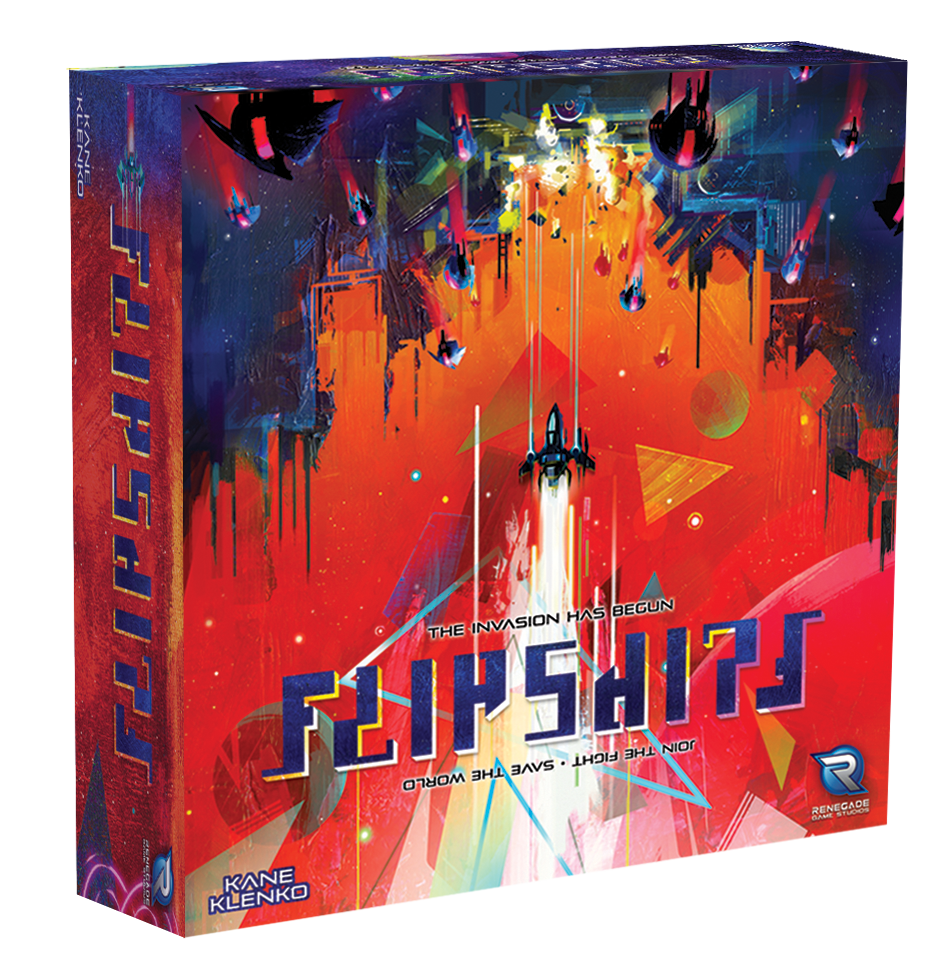 KANE
KLENKO
FLIPSHIPS
RENEGADE
THE INVASION HAS BEGUN
FLIPSHIPS
JOIN THE FIGHT • SAVE THE WORLD
R
RENEGADE
GAME STUDIOS
KANE
KLENKO